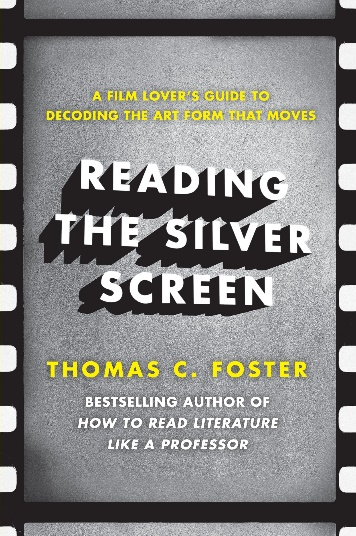 A FILM LOVER'S GUIDE TO
DECODING THE ART FORM THAT MOVES
READING
THE SILVER
SCREEN
THOMAS C. FOSTER
BESTSELLING AUTHOR OF
HOW TO READ LITERATURE
LIKE A PROFESSOR